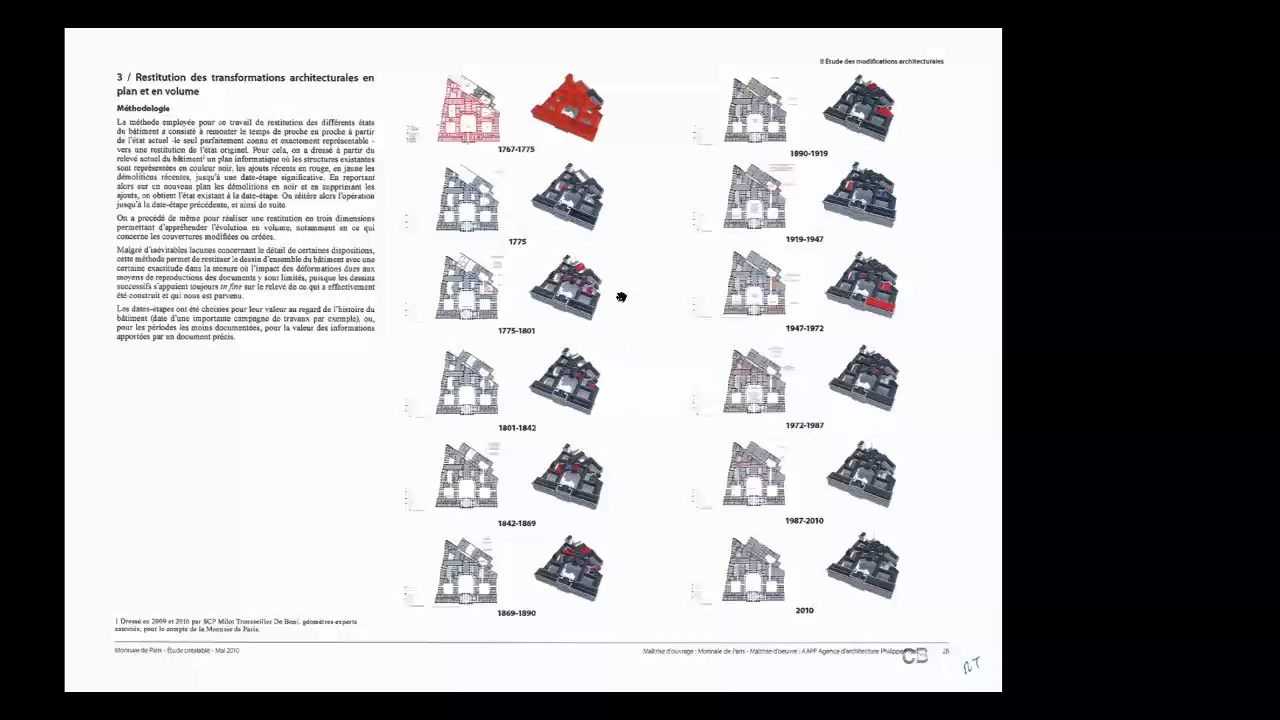 II Étude des modifications architecturales
3 / Restitution des transformations architecturales en
plan et en volume
Méthodologie
La méthode employée pour ce travail de restitution des différents états
du bâtiment a consisté à remonter le temps de proche en proche à partir
de l'état actuel -le seul parfaitement connu et exactement représentable -
vers une restitution de l'état originel. Pour cela, on a dressé à partir du
relevé actuel du bâtiment¹ un plan informatique où les structures existantes
sont représentées en couleur noir, les ajouts récents en rouge, en jaune les
démolitions récentes, jusqu'à une date-étape significative. En reportant
alors sur un nouveau plan les démolitions en noir et en supprimant les
ajouts, on obtient l'état existant à la date-étape. On réitère alors l'opération
jusqu'à la date-étape précédente, et ainsi de suite.
On a procédé de même pour réaliser une restitution en trois dimensions
permettant d'appréhender l'évolution en volume, notamment en ce qui
concerne les couvertures modifiées ou créées.
Malgré d'inévitables lacunes concernant le détail de certaines dispositions,
cette méthode permet de restituer le dessin d'ensemble du bâtiment avec une
certaine exactitude dans la mesure où l'impact des déformations dues aux
moyens de reproductions des documents y sont limités, puisque les dessins
successifs s'appuient toujours in fine sur le relevé de ce qui a effectivement
été construit et qui nous est parvenu.
Les dates-étapes ont été choisies pour leur valeur au regard de l'histoire du
bâtiment (date d'une importante campagne de travaux par exemple), ou,
pour les périodes les moins documentées, pour la valeur des informations
apportées par un document précis.
1767-1775
1775
1775-1801
1801-1842
1842-1869
1869-1890
1890-1919
1919-1947
1947-1972
1972-1987
1987-2010
2010
1 Dressé en 2009 et 2010 par SCP Milot Trousseillier De Boni, géomètres experts
associés, pour le compte de la Monnaie de Paris.
Monnaie de Paris - Étude préalable - Mai 2010
Maîtrise d'ouvrage : Monnaie de Paris - Maîtrise d'oeuvre : AAPP Agence d'architecture Philippe
CB
28